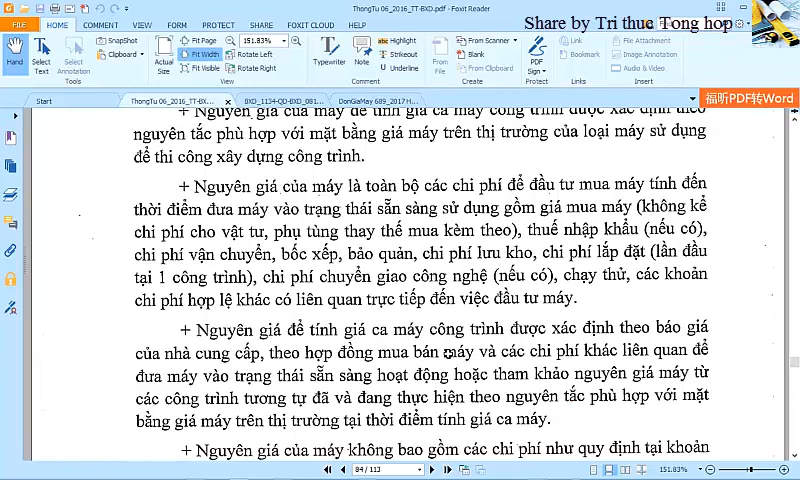 ThongTu 06_2016_TT-BXD.pdf - Foxit Reader
Share by Tri thuc Tong hop
FILE HOME COMMENT VIEW FORM PROTECT SHARE FOXIT CLOUD HELP
Hand
Select Text
Select Annotation
SnapShot
Clipboard
Tools
Actual Size
Fit Page
Fit Width
Fit Visible
151.83%
Rotate Left
Rotate Right
View
Typewriter
Note
Highlight
Strikeout
Underline
Comment
From File
From Scanner
Blank
From Clipboard
Create
PDF Sign
Protect
Link
Bookmark
Links
File Attachment
Image Annotation
Audio & Video
Insert
Start ThongTu 06_2016_TT-BX... BXD_1134-QD-BXD_081... DonGiaMay 689_2017 H... 福昕PDF转Word
+ Nguyên giá của máy để tính giá ca máy công trình được xác định theo
nguyên tắc phù hợp với mặt bằng giá máy trên thị trường của loại máy sử dụng
để thi công xây dựng công trình.
+ Nguyên giá của máy là toàn bộ các chi phí để đầu tư mua máy tính đến
thời điểm đưa máy vào trạng thái sẵn sàng sử dụng gồm giá mua máy (không kể
chi phí cho vật tư, phụ tùng thay thế mua kèm theo), thuế nhập khẩu (nếu có),
chi phí vận chuyển, bốc xếp, bảo quản, chi phí lưu kho, chi phí lắp đặt (lần đầu
tại 1 công trình), chi phí chuyển giao công nghệ (nếu có), chạy thử, các khoản
chi phí hợp lệ khác có liên quan trực tiếp đến việc đầu tư máy.
+ Nguyên giá để tính giá ca máy công trình được xác định theo báo giá
của nhà cung cấp, theo hợp đồng mua bán máy và các chi phí khác liên quan để
đưa máy vào trạng thái sẵn sàng hoạt động hoặc tham khảo nguyên giá máy từ
các công trình tương tự đã và đang thực hiện theo nguyên tắc phù hợp với mặt
bằng giá máy trên thị trường tại thời điểm tính giá ca máy.
+ Nguyên giá của máy không bao gồm các chi phí như quy định tại khoản
84 / 113
151.83%